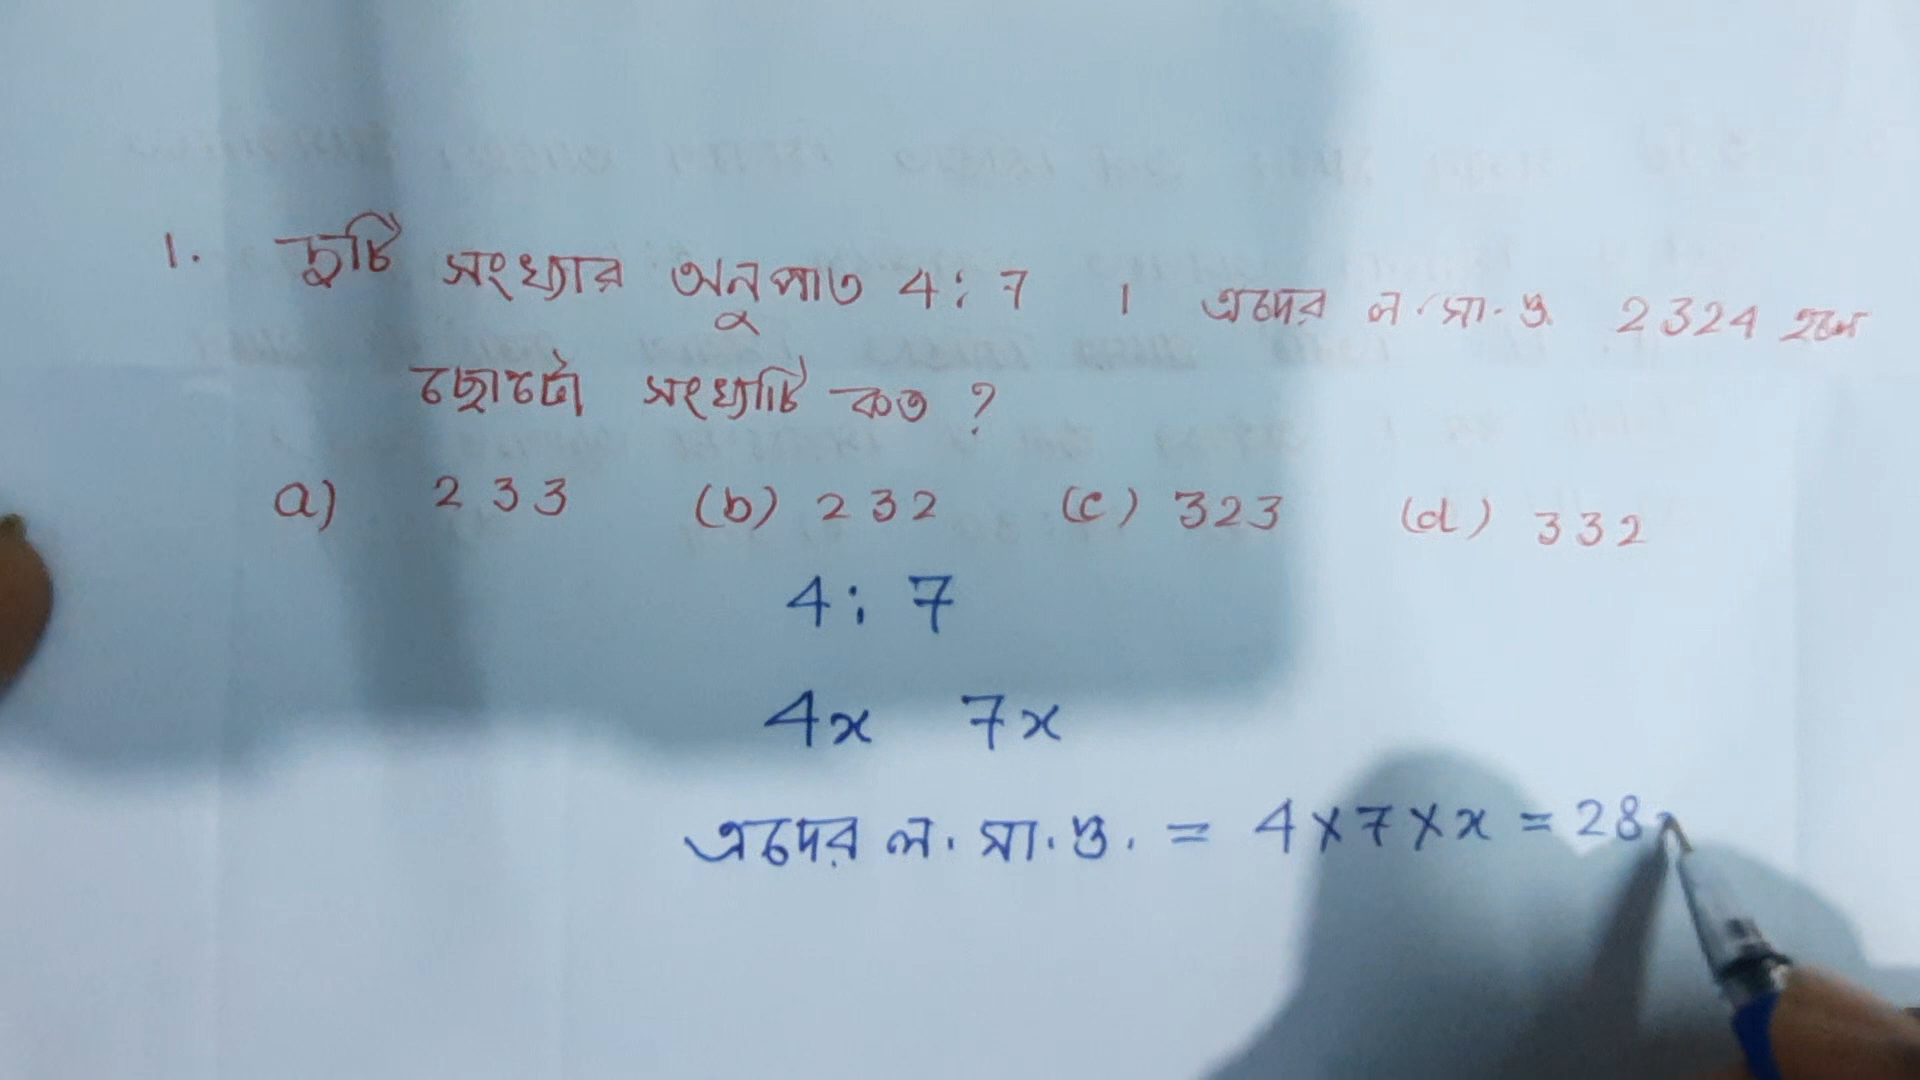 1. দুটি সংখ্যার অনুপাত 4:7 । এদের ল.সা.গু. 2324 হলে
ছোটো সংখ্যাটি কত ?
a) 233 (b) 232 (c) 323 (d) 332
4:7
4x 7x
এদের ল.সা.গু. = 4×7×x = 28